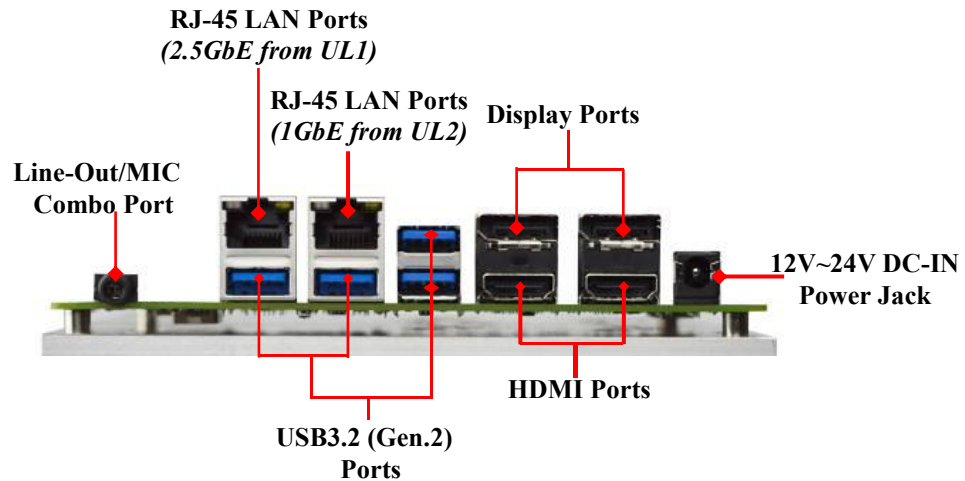 RJ-45 LAN Ports
(2.5GbE from UL1)
RJ-45 LAN Ports
(1GbE from UL2)
Display Ports
Line-Out/MIC
Combo Port
12V~24V DC-IN
Power Jack
HDMI Ports
USB3.2 (Gen.2)
Ports